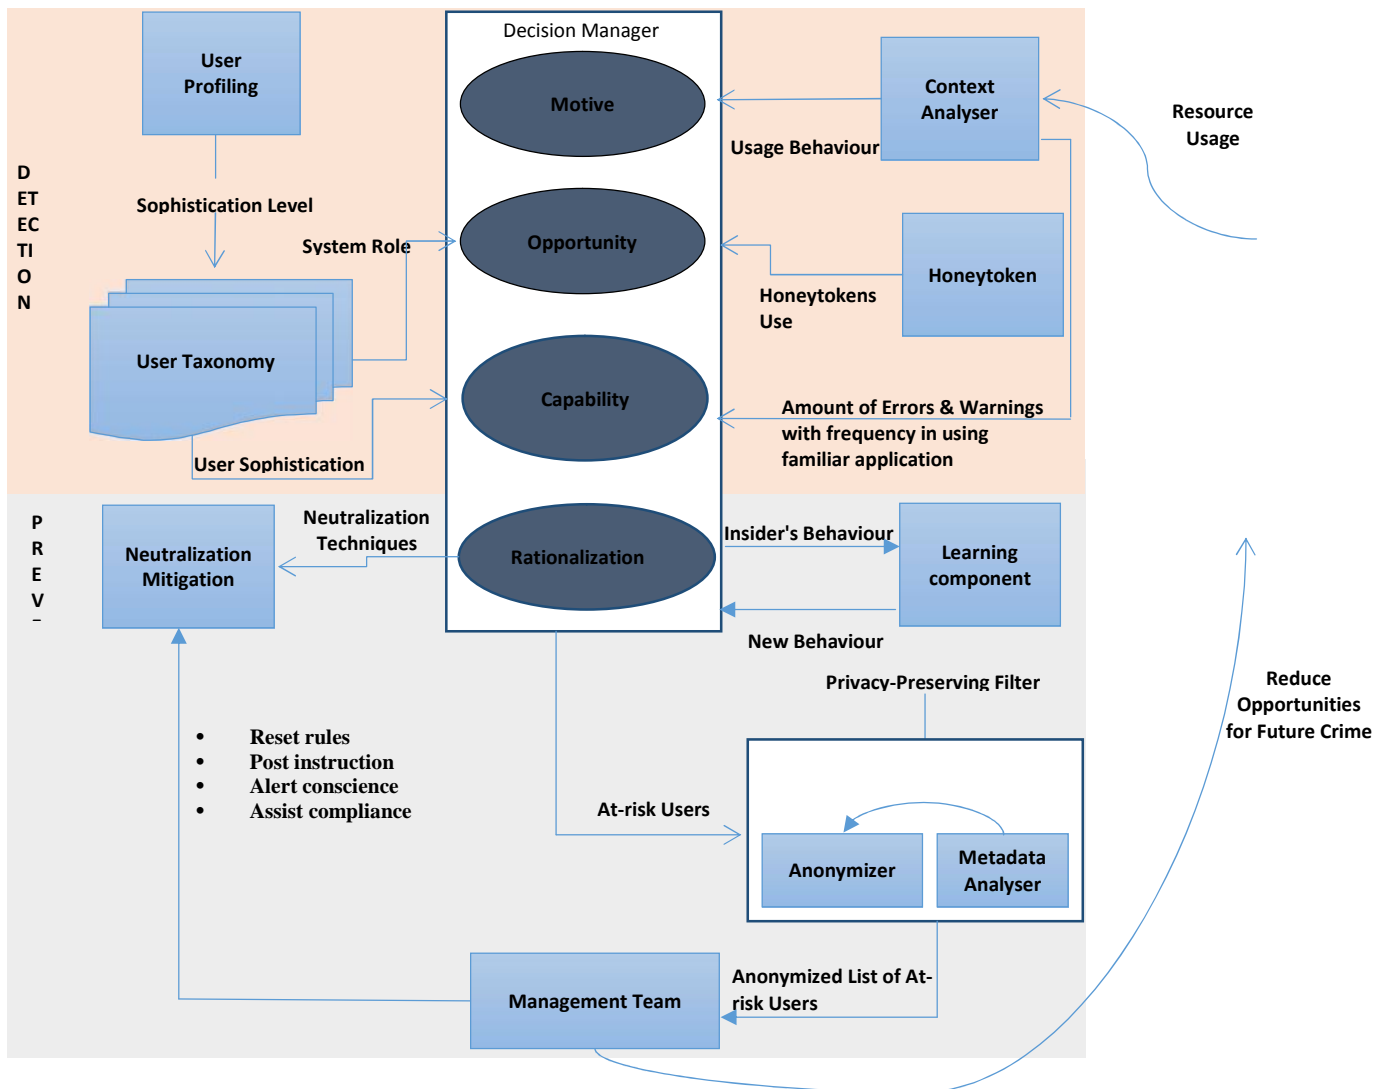 Decision Manager
User
Profiling
Motive
Context
Analyser
Resource
Usage
Usage Behaviour
D
ET
EC
TI
O
N
Sophistication Level
System Role
Opportunity
Honeytoken
Honeytokens
Use
User Taxonomy
Capability
Amount of Errors & Warnings
with frequency in using
familiar application
User Sophistication
P
R
E
V
Neutralization
Techniques
Neutralization
Mitigation
Rationalization
Insider's Behaviour
Learning
component
New Behaviour
Privacy-Preserving Filter
Reduce
Opportunities
for Future Crime
• Reset rules
• Post instruction
• Alert conscience
• Assist compliance
At-risk Users
Anonymizer
Metadata
Analyser
Management Team
Anonymized List of At-
risk Users